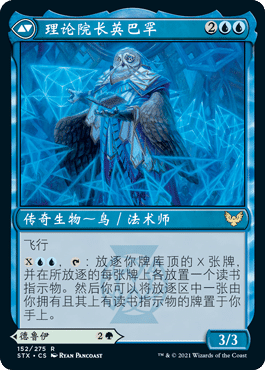 理论院长英巴罕 2
传奇生物～鸟 / 法术师
飞行
X , : 放逐你牌库顶的 X 张牌,
并在所放逐的每张牌上各放置一个读书
指示物。然后你可以将放逐区中一张由
你拥有且其上有读书指示物的牌置于你
手上。
德鲁伊 2
3/3
152/275 R
STX • CS RYAN PANCOAST
™ & © 2021 Wizards of the Coast